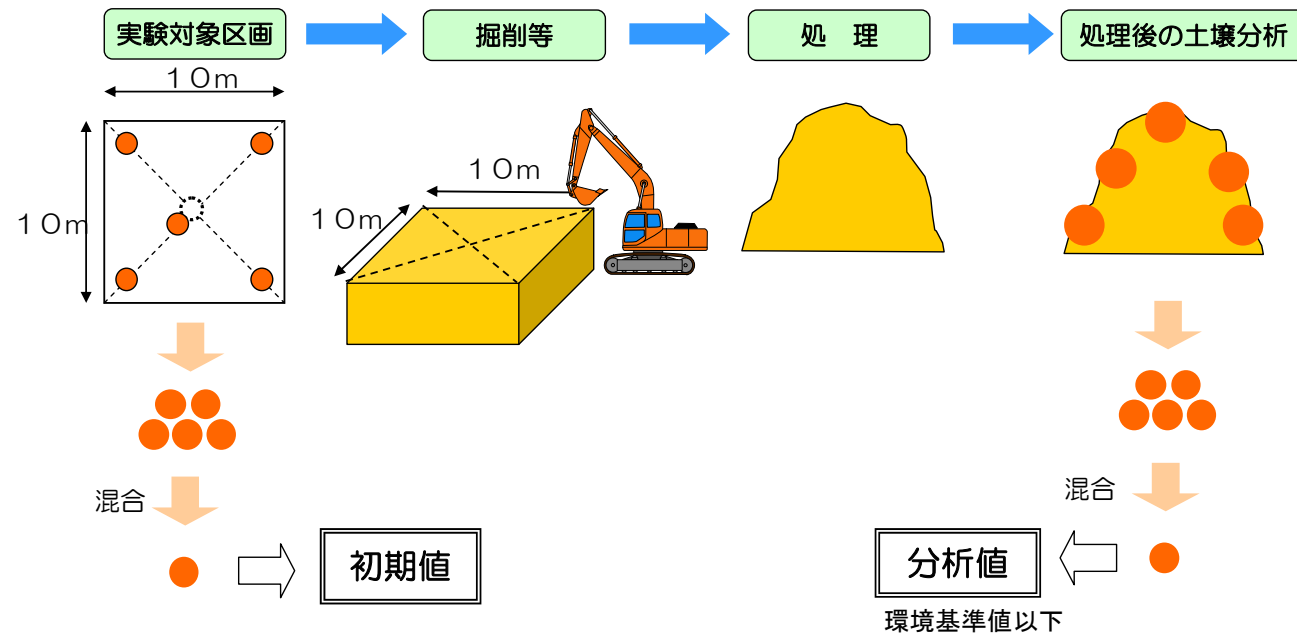 実験対象区画
掘削等
処　理
処理後の土壌分析
１０ｍ
１０ｍ
１０ｍ
１０ｍ
混合
混合
初期値
分析値
環境基準値以下